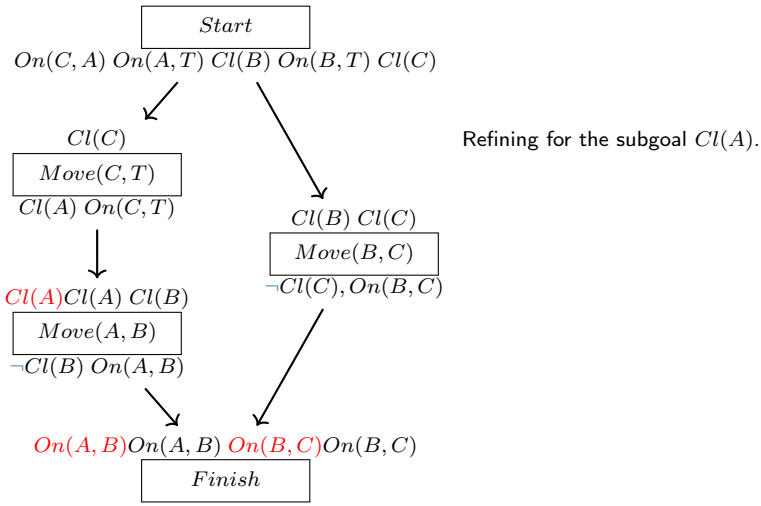 Start
On(C, A) On(A, T) Cl(B) On(B, T) Cl(C)
Cl(C)
Refining for the subgoal Cl(A).
Move(C, T)
Cl(A) On(C, T)
Cl(B) Cl(C)
Move(B, C)
¬Cl(C), On(B, C)
Cl(A)Cl(A) Cl(B)
Move(A, B)
¬Cl(B) On(A, B)
On(A, B)On(A, B) On(B, C)On(B, C)
Finish